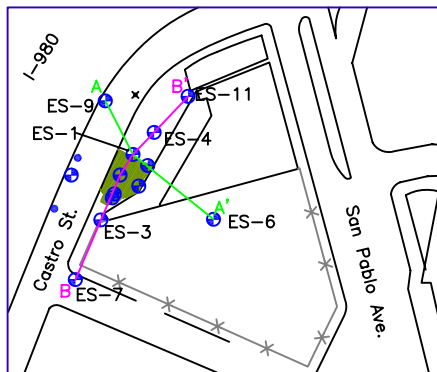 I-980
A
B'
ES-9
ES-11
ES-1
ES-4
A'
ES-6
ES-3
Castro St.
San Pablo Ave.
B
ES-7